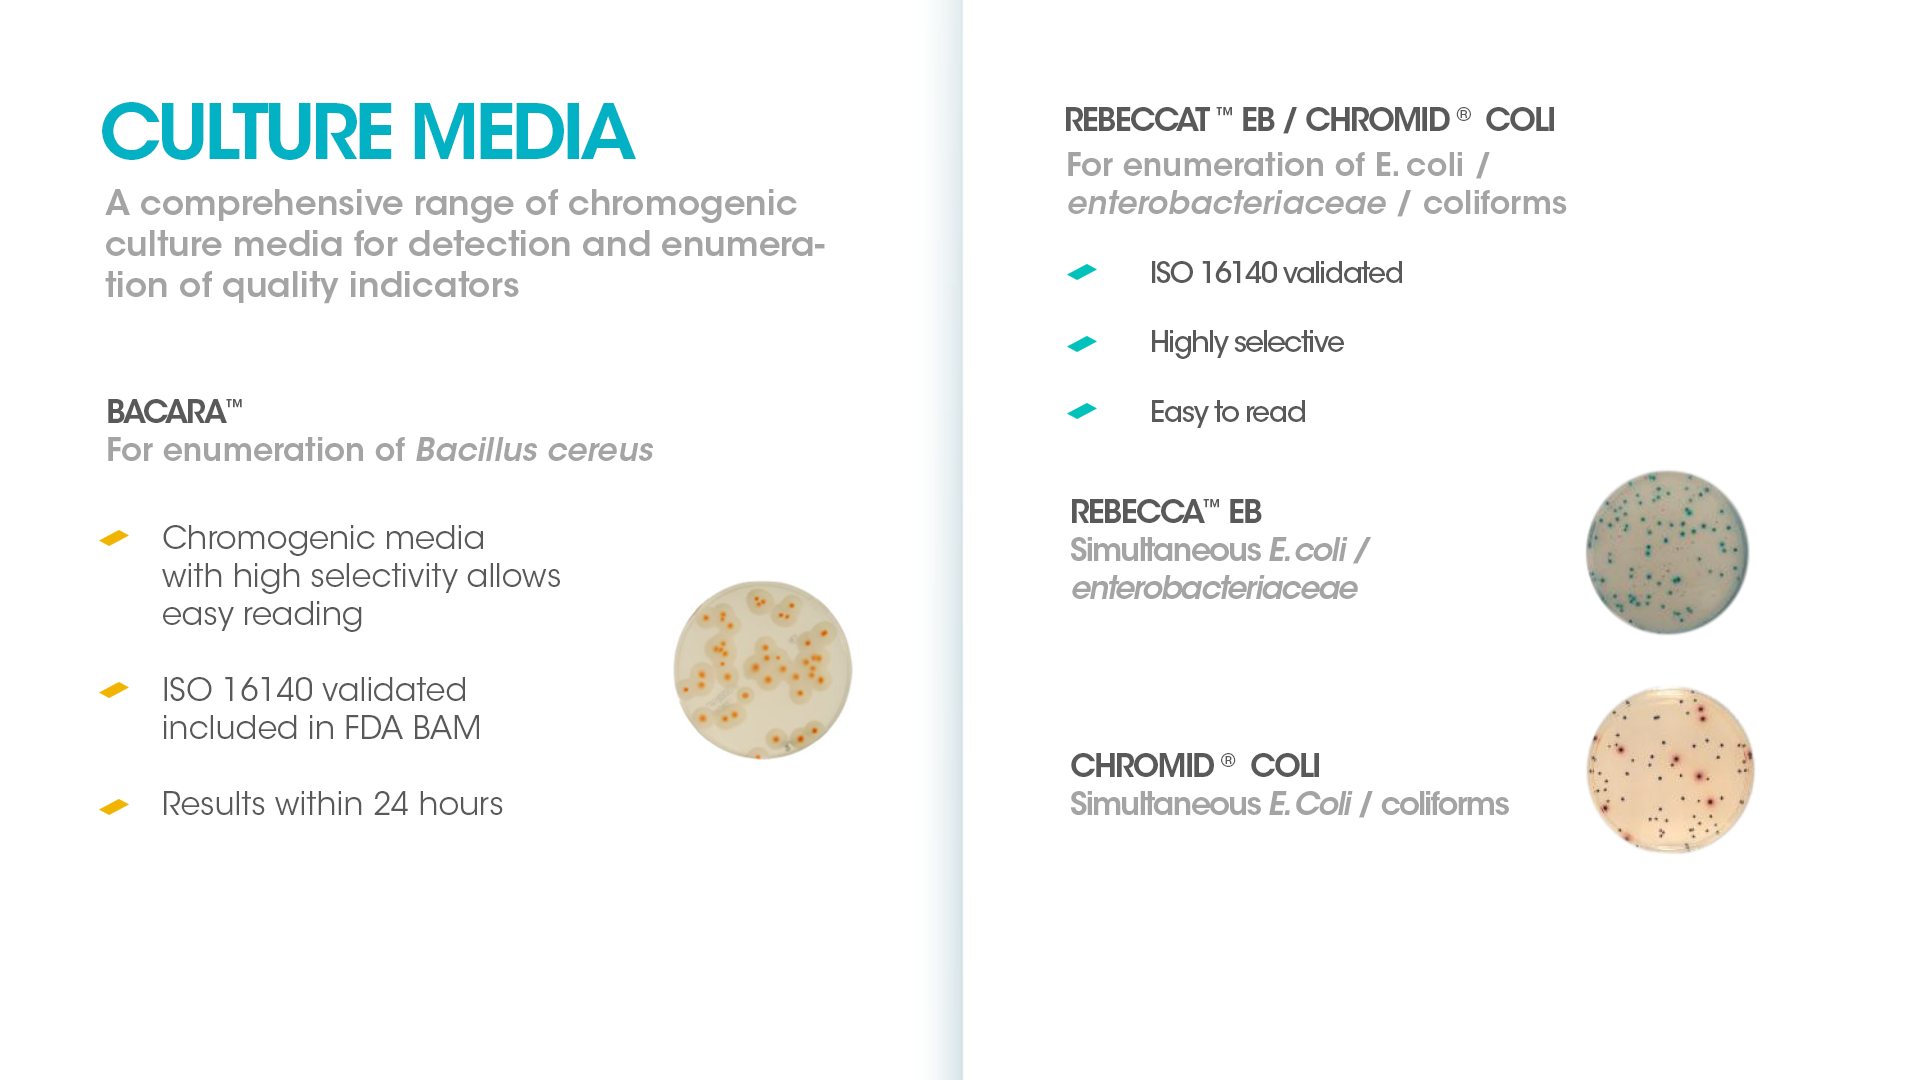 CULTURE MEDIA
A comprehensive range of chromogenic
culture media for detection and enumera-
tion of quality indicators
BACARA™
For enumeration of Bacillus cereus
Chromogenic media
with high selectivity allows
easy reading
ISO 16140 validated
included in FDA BAM
Results within 24 hours
REBECCAT ™ EB / CHROMID ® COLI
For enumeration of E. coli /
enterobacteriaceae / coliforms
ISO 16140 validated
Highly selective
Easy to read
REBECCA™ EB
Simultaneous E. coli /
enterobacteriaceae
CHROMID ® COLI
Simultaneous E. Coli / coliforms